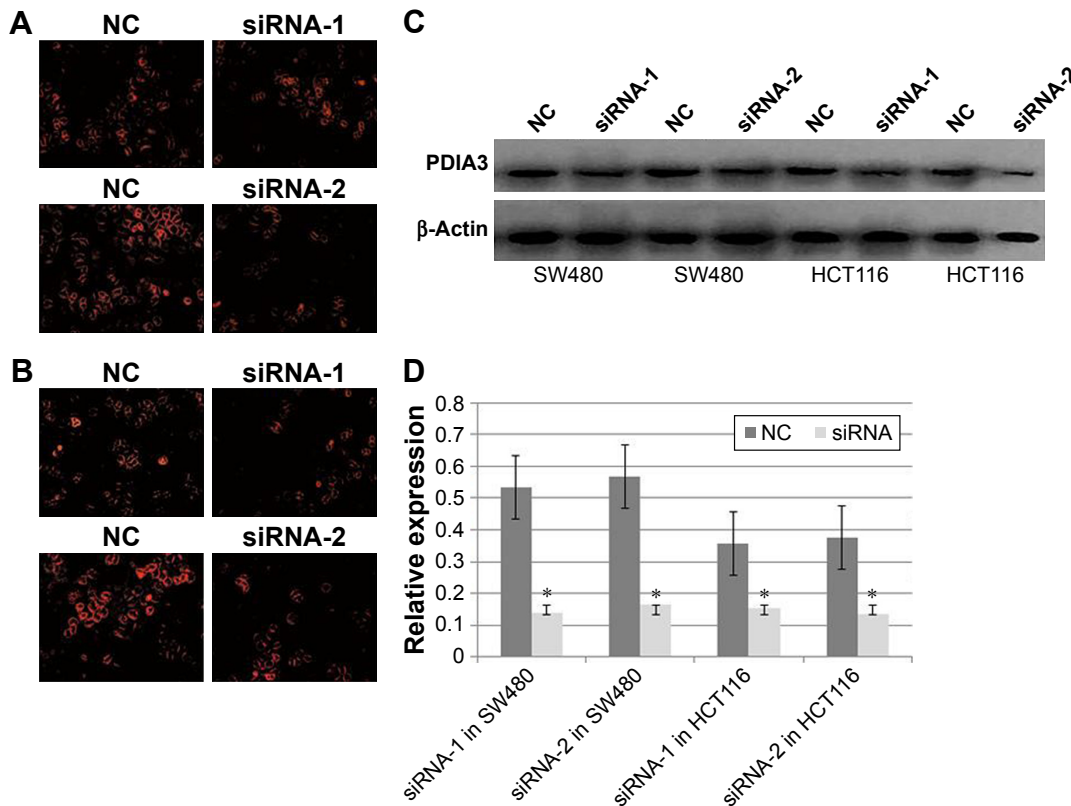 A
NC siRNA-1
NC siRNA-2
B
NC siRNA-1
NC siRNA-2
C
NC siRNA-1 NC siRNA-2 NC siRNA-1 NC siRNA-2
PDIA3
β-Actin
SW480 SW480 HCT116 HCT116
D
NC siRNA
Relative expression
0.8
0.7
0.6
0.5
0.4
0.3
0.2
0.1
0
* * * *
siRNA-1 in SW480
siRNA-2 in SW480
siRNA-1 in HCT116
siRNA-2 in HCT116